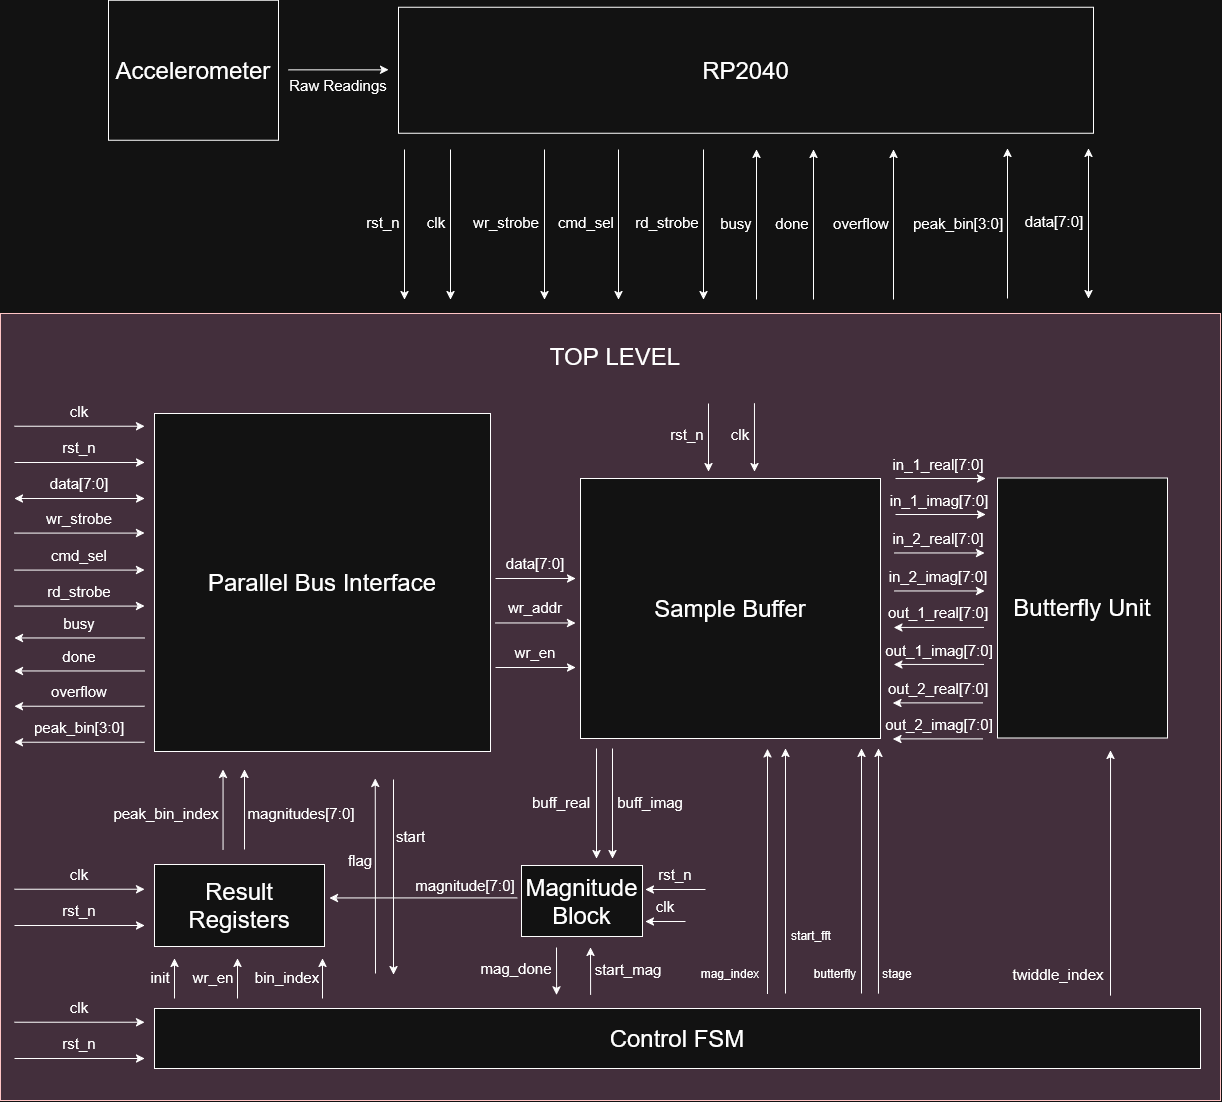 Accelerometer
RP2040
Raw Readings
rst_n
clk
wr_strobe
cmd_sel
rd_strobe
busy
done
overflow
peak_bin[3:0]
data[7:0]
TOP LEVEL
clk
rst_n
data[7:0]
wr_strobe
cmd_sel
rd_strobe
busy
done
overflow
peak_bin[3:0]
Parallel Bus Interface
data[7:0]
wr_addr
wr_en
rst_n
clk
Sample Buffer
in_1_real[7:0]
in_1_imag[7:0]
in_2_real[7:0]
in_2_imag[7:0]
out_1_real[7:0]
out_1_imag[7:0]
out_2_real[7:0]
out_2_imag[7:0]
Butterfly Unit
peak_bin_index
magnitudes[7:0]
flag
start
buff_real
buff_imag
clk
rst_n
Result
Registers
magnitude[7:0]
Magnitude
Block
rst_n
clk
init
wr_en
bin_index
mag_done
start_mag
mag_index
start_fft
butterfly
stage
twiddle_index
clk
rst_n
Control FSM